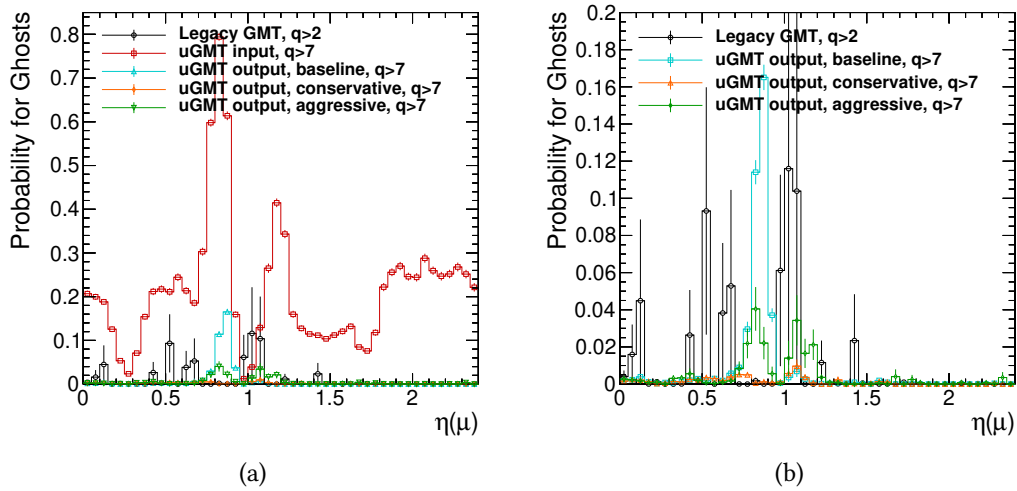 Probability for Ghosts
0.8
0.7
0.6
0.5
0.4
0.3
0.2
0.1
0
Legacy GMT, q>2
uGMT input, q>7
uGMT output, baseline, q>7
uGMT output, conservative, q>7
uGMT output, aggressive, q>7
0 0.5 1 1.5 2
η(μ)
(a)
Probability for Ghosts
0.2
0.18
0.16
0.14
0.12
0.1
0.08
0.06
0.04
0.02
0
Legacy GMT, q>2
uGMT output, baseline, q>7
uGMT output, conservative, q>7
uGMT output, aggressive, q>7
0 0.5 1 1.5 2
η(μ)
(b)